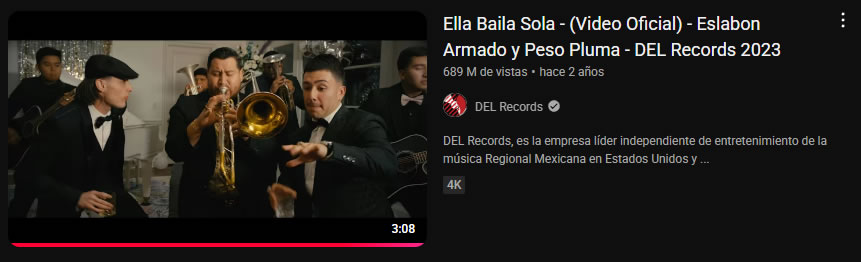 Ella Baila Sola - (Video Oficial) - Eslabon
Armado y Peso Pluma - DEL Records 2023
689 M de vistas • hace 2 años
DEL Records
DEL Records, es la empresa líder independiente de entretenimiento de la
música Regional Mexicana en Estados Unidos y ...
4K
3:08